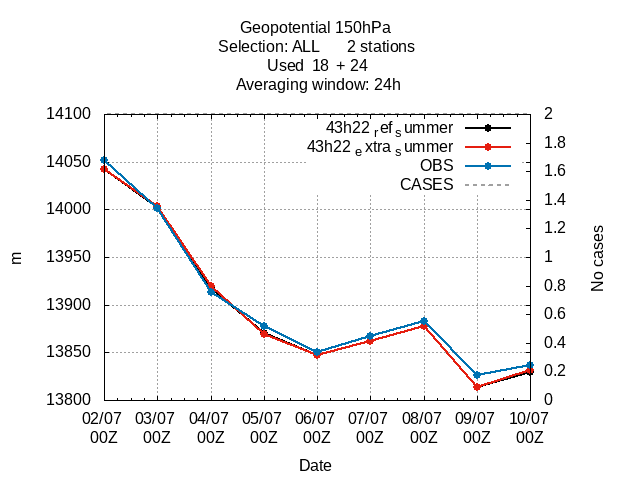 Geopotential 150hPa
Selection: ALL 2 stations
Used 18 + 24
Averaging window: 24h
14100
14050
14000
13950
13900
13850
13800
m
2
1.8
1.6
1.4
1.2
1
0.8
0.6
0.4
0.2
0
No cases
43h22 ref summer
43h22 extra summer
OBS
CASES
02/07 03/07 04/07 05/07 06/07 07/07 08/07 09/07 10/07
00Z 00Z 00Z 00Z 00Z 00Z 00Z 00Z 00Z
Date